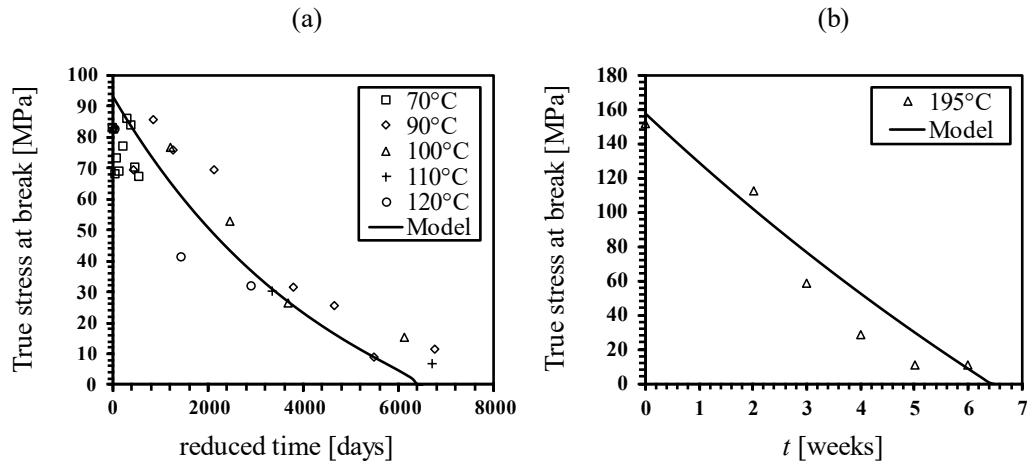 (a)
(b)
True stress at break [MPa]
100
90
80
70
60
50
40
30
20
10
0
0
2000
4000
6000
8000
reduced time [days]
70°C
90°C
100°C
110°C
120°C
Model
True stress at break [MPa]
180
160
140
120
100
80
60
40
20
0
0
1
2
3
4
5
6
7
t [weeks]
195°C
Model